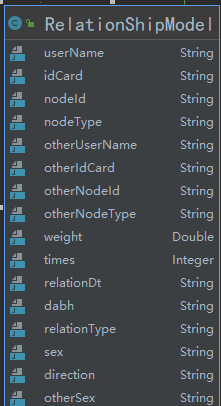 RelationShipModel
userName String
idCard String
nodeId String
nodeType String
otherUserName String
otherIdCard String
otherNodeId String
otherNodeType String
weight Double
times Integer
relationDt String
dabh String
relationType String
sex String
direction String
otherSex String